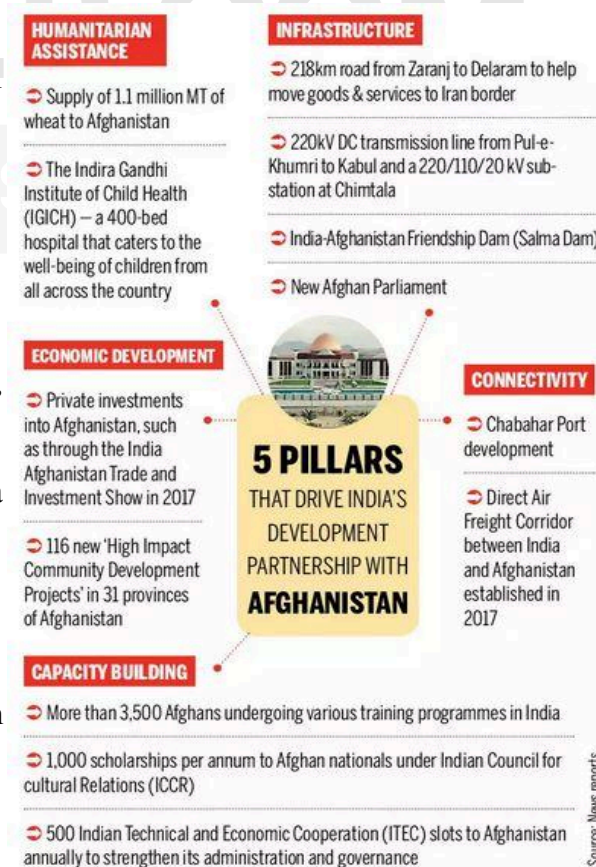 HUMANITARIAN
ASSISTANCE
➲ Supply of 1.1 million MT of
wheat to Afghanistan
➲ The Indira Gandhi
Institute of Child Health
(IGICH) – a 400-bed
hospital that caters to the
well-being of children from
all across the country
INFRASTRUCTURE
➲ 218km road from Zaranj to Delaram to help
move goods & services to Iran border
➲ 220kV DC transmission line from Pul-e-
Khumri to Kabul and a 220/110/20 kV sub-
station at Chimtala
➲ India-Afghanistan Friendship Dam (Salma Dam)
➲ New Afghan Parliament
ECONOMIC DEVELOPMENT
➲ Private investments
into Afghanistan, such
as through the India
Afghanistan Trade and
Investment Show in 2017
➲ 116 new 'High Impact
Community Development
Projects' in 31 provinces
of Afghanistan
5 PILLARS
THAT DRIVE INDIA'S
DEVELOPMENT
PARTNERSHIP WITH
AFGHANISTAN
CONNECTIVITY
➲ Chabahar Port
development
➲ Direct Air
Freight Corridor
between India
and Afghanistan
established in
2017
CAPACITY BUILDING
➲ More than 3,500 Afghans undergoing various training programmes in India
➲ 1,000 scholarships per annum to Afghan nationals under Indian Council for
cultural Relations (ICCR)
➲ 500 Indian Technical and Economic Cooperation (ITEC) slots to Afghanistan
annually to strengthen its administration and governance
Source: News reports